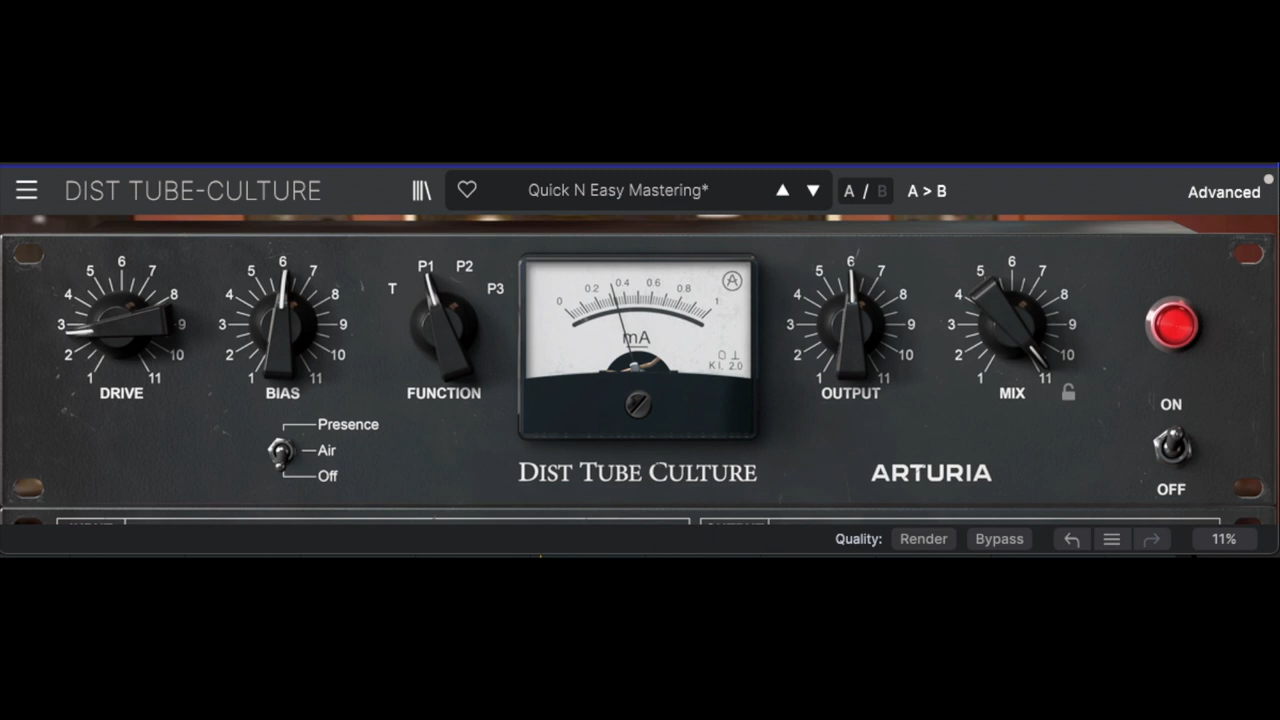 DIST TUBE-CULTURE
Quick N Easy Mastering*
A / B
A > B
Advanced
1 2 3 4 5 6 7 8 9 10 11
DRIVE
1 2 3 4 5 6 7 8 9 10 11
BIAS
T P1 P2 P3
FUNCTION
0 0.2 0.4 0.6 0.8 1
mA
KI. 2.0
1 2 3 4 5 6 7 8 9 10 11
OUTPUT
1 2 3 4 5 6 7 8 9 10 11
MIX
Presence
Air
Off
DIST TUBE CULTURE
ARTURIA
ON
OFF
Quality:
Render
Bypass
11%